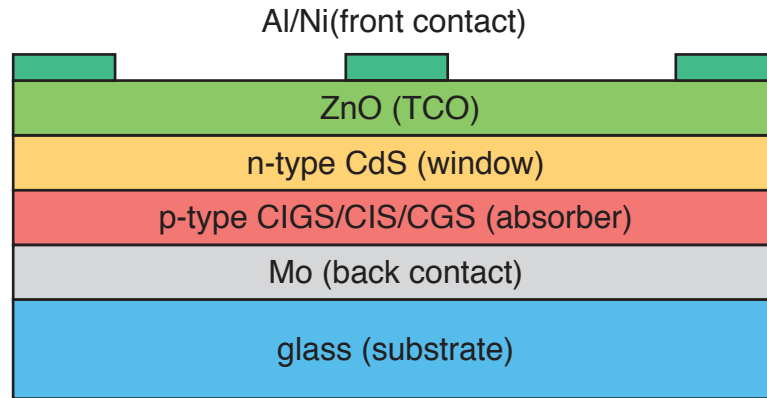 Al/Ni(front contact)
ZnO (TCO)
n-type CdS (window)
p-type CIGS/CIS/CGS (absorber)
Mo (back contact)
glass (substrate)